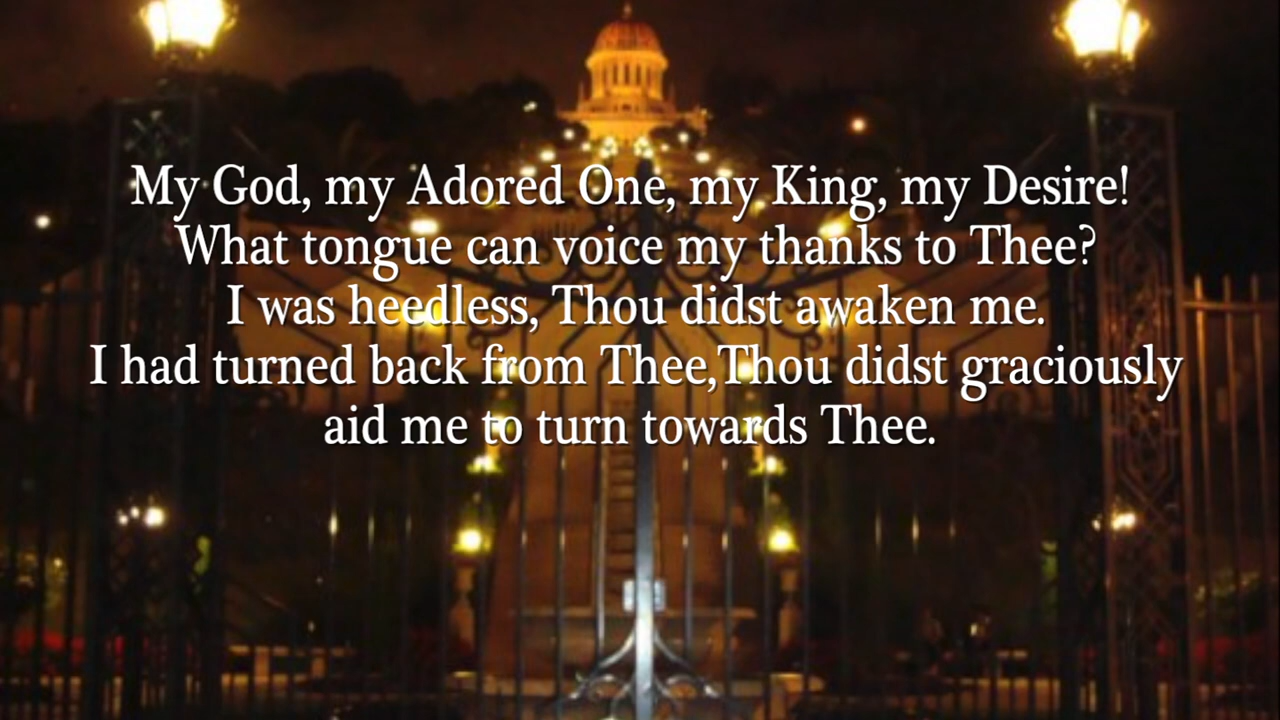 My God, my Adored One, my King, my Desire!
What tongue can voice my thanks to Thee?
I was heedless, Thou didst awaken me.
I had turned back from Thee,Thou didst graciously
aid me to turn towards Thee.